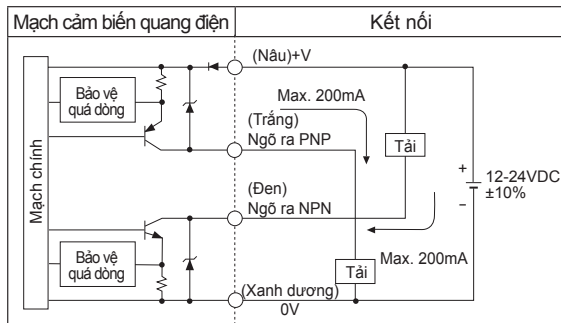 Mạch cảm biến quang điện
Kết nối
(Nâu)+V
Bảo vệ
quá dòng
Max. 200mA
(Trắng)
Ngõ ra PNP
Tải
Mạch chính
+
12-24VDC
±10%
−
(Đen)
Ngõ ra NPN
Bảo vệ
quá dòng
Tải
Max. 200mA
(Xanh dương)
0V